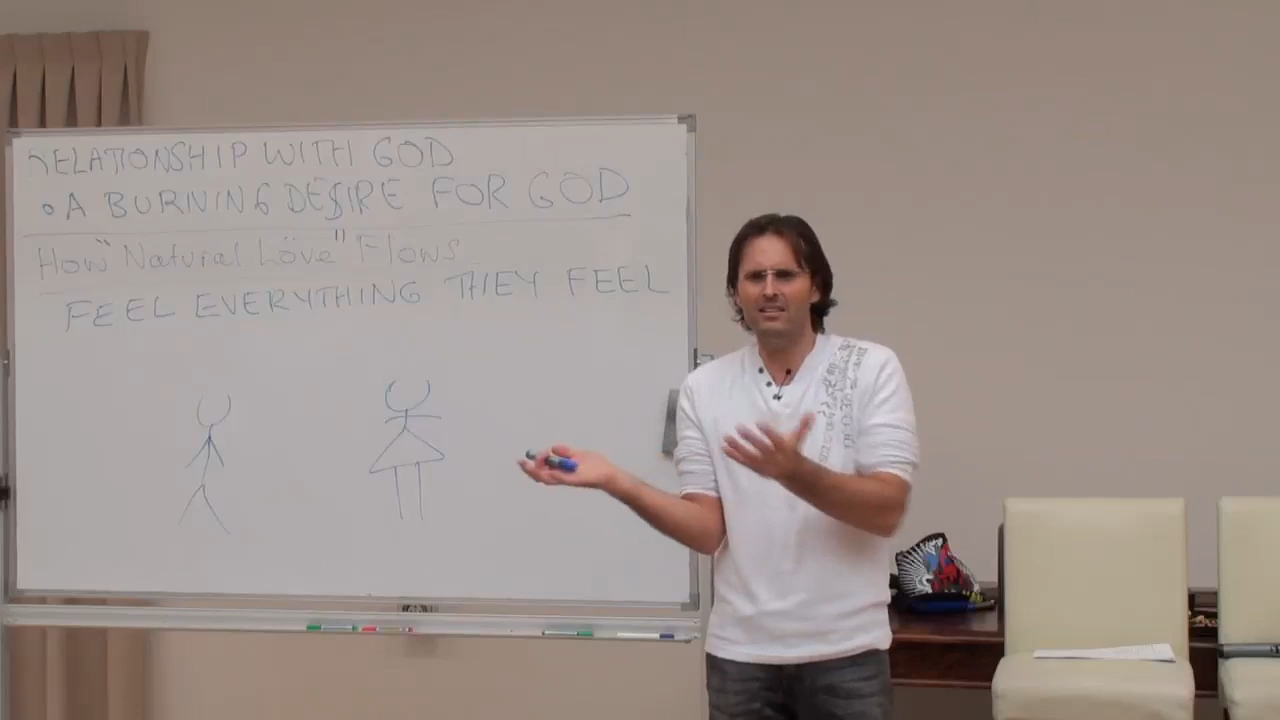 RELATIONSHIP WITH GOD
• A BURNING DESIRE FOR GOD
How "Natural Love" Flows
FEEL EVERYTHING THEY FEEL